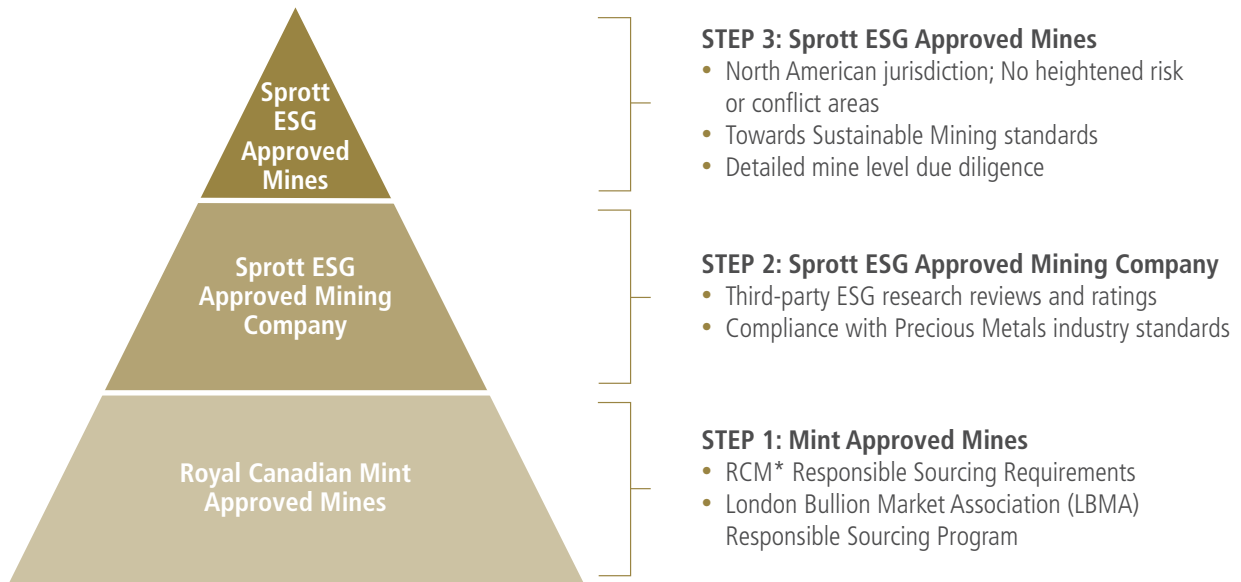 Sprott
ESG
Approved
Mines
Sprott ESG
Approved Mining
Company
Royal Canadian Mint
Approved Mines
STEP 3: Sprott ESG Approved Mines
• North American jurisdiction; No heightened risk
or conflict areas
• Towards Sustainable Mining standards
• Detailed mine level due diligence
STEP 2: Sprott ESG Approved Mining Company
• Third-party ESG research reviews and ratings
• Compliance with Precious Metals industry standards
STEP 1: Mint Approved Mines
• RCM* Responsible Sourcing Requirements
• London Bullion Market Association (LBMA)
Responsible Sourcing Program